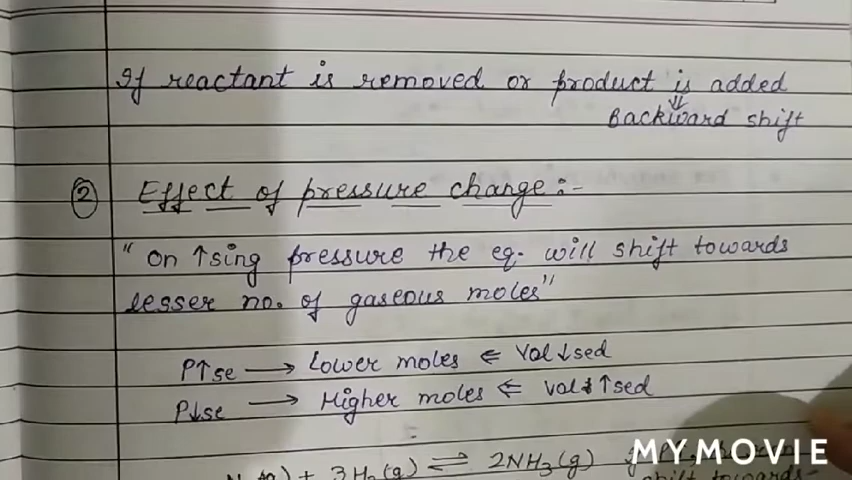 If reactant is removed or product is added
⇓
Backward shift
② Effect of pressure change :-
"on ↑sing pressure the eq. will shift towards
lesser no. of gaseous moles"
P↑se ⟶ Lower moles ⇐ Vol↓sed
P↓se ⟶ Higher moles ⇐ vol ↑sed
+ 3H₂(g) ⇌ 2NH₃(g)
shift towards-
MYMOVIE